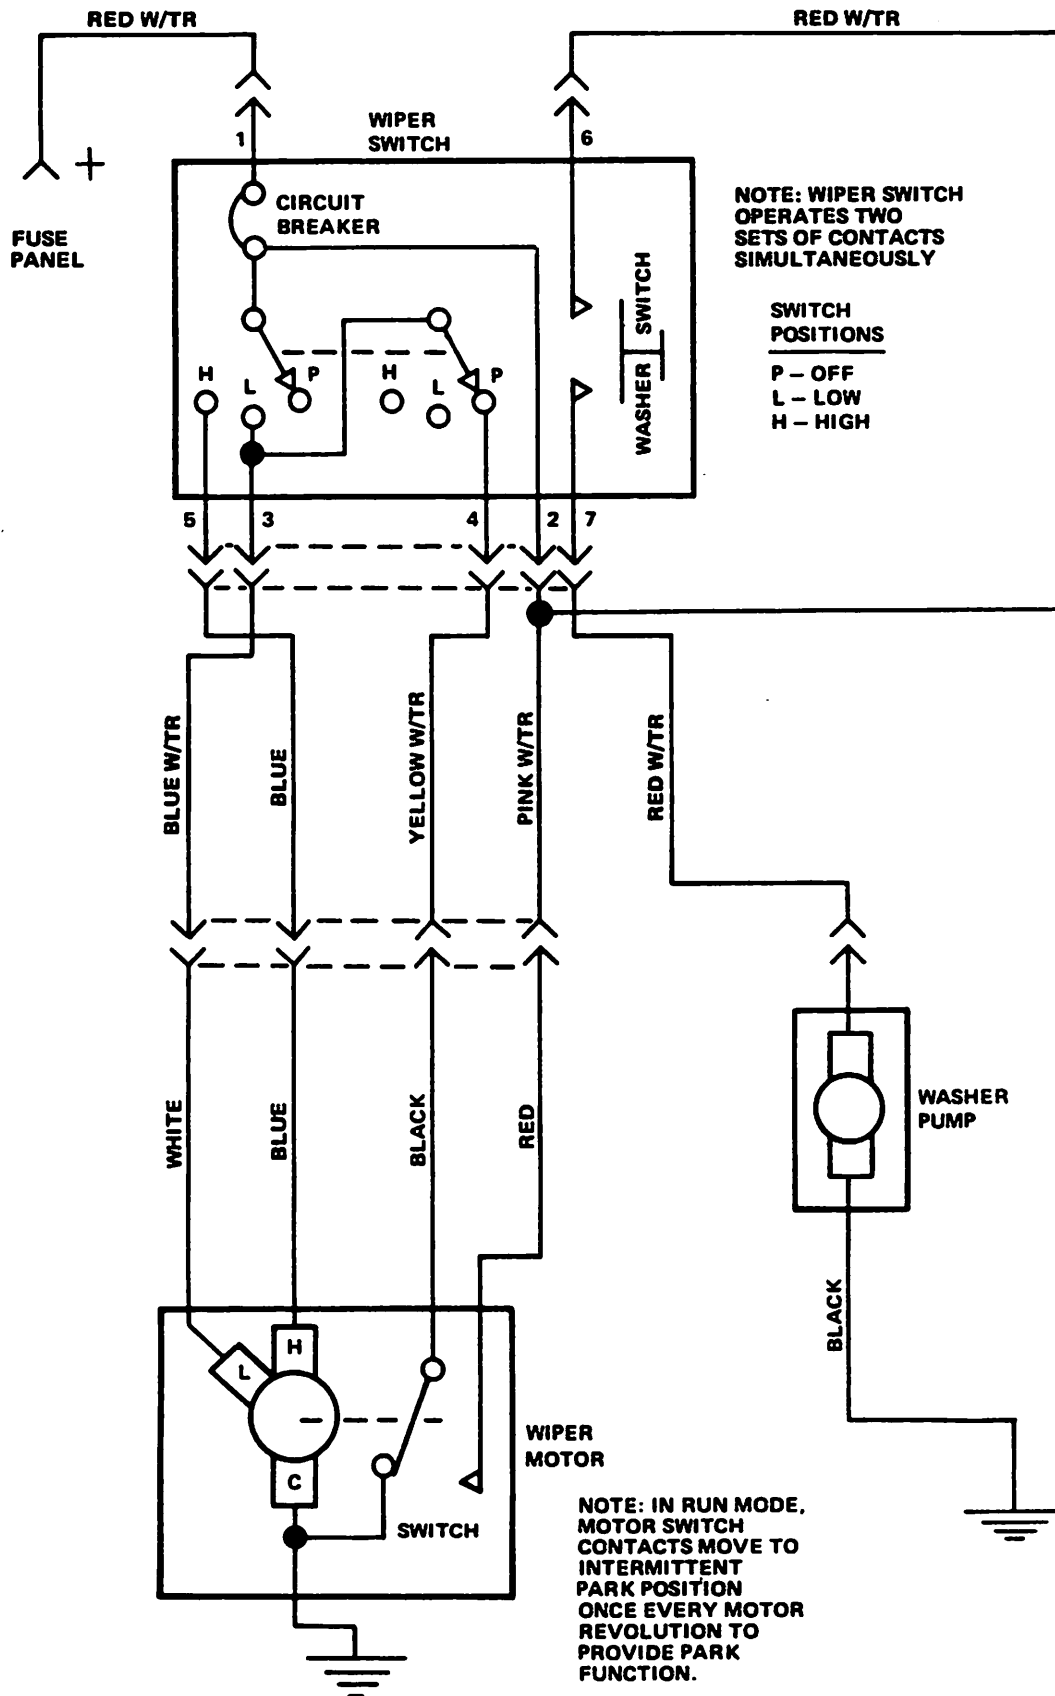 RED W/TR
RED W/TR
+
FUSE
PANEL
WIPER
SWITCH
1
6
CIRCUIT
BREAKER
NOTE: WIPER SWITCH
OPERATES TWO
SETS OF CONTACTS
SIMULTANEOUSLY
SWITCH
POSITIONS
P – OFF
L – LOW
H – HIGH
H
L
P
H
L
P
WASHER SWITCH
5
3
4
2
7
BLUE W/TR
BLUE
YELLOW W/TR
PINK W/TR
RED W/TR
WHITE
BLUE
BLACK
RED
WASHER
PUMP
BLACK
H
L
C
SWITCH
WIPER
MOTOR
NOTE: IN RUN MODE,
MOTOR SWITCH
CONTACTS MOVE TO
INTERMITTENT
PARK POSITION
ONCE EVERY MOTOR
REVOLUTION TO
PROVIDE PARK
FUNCTION.